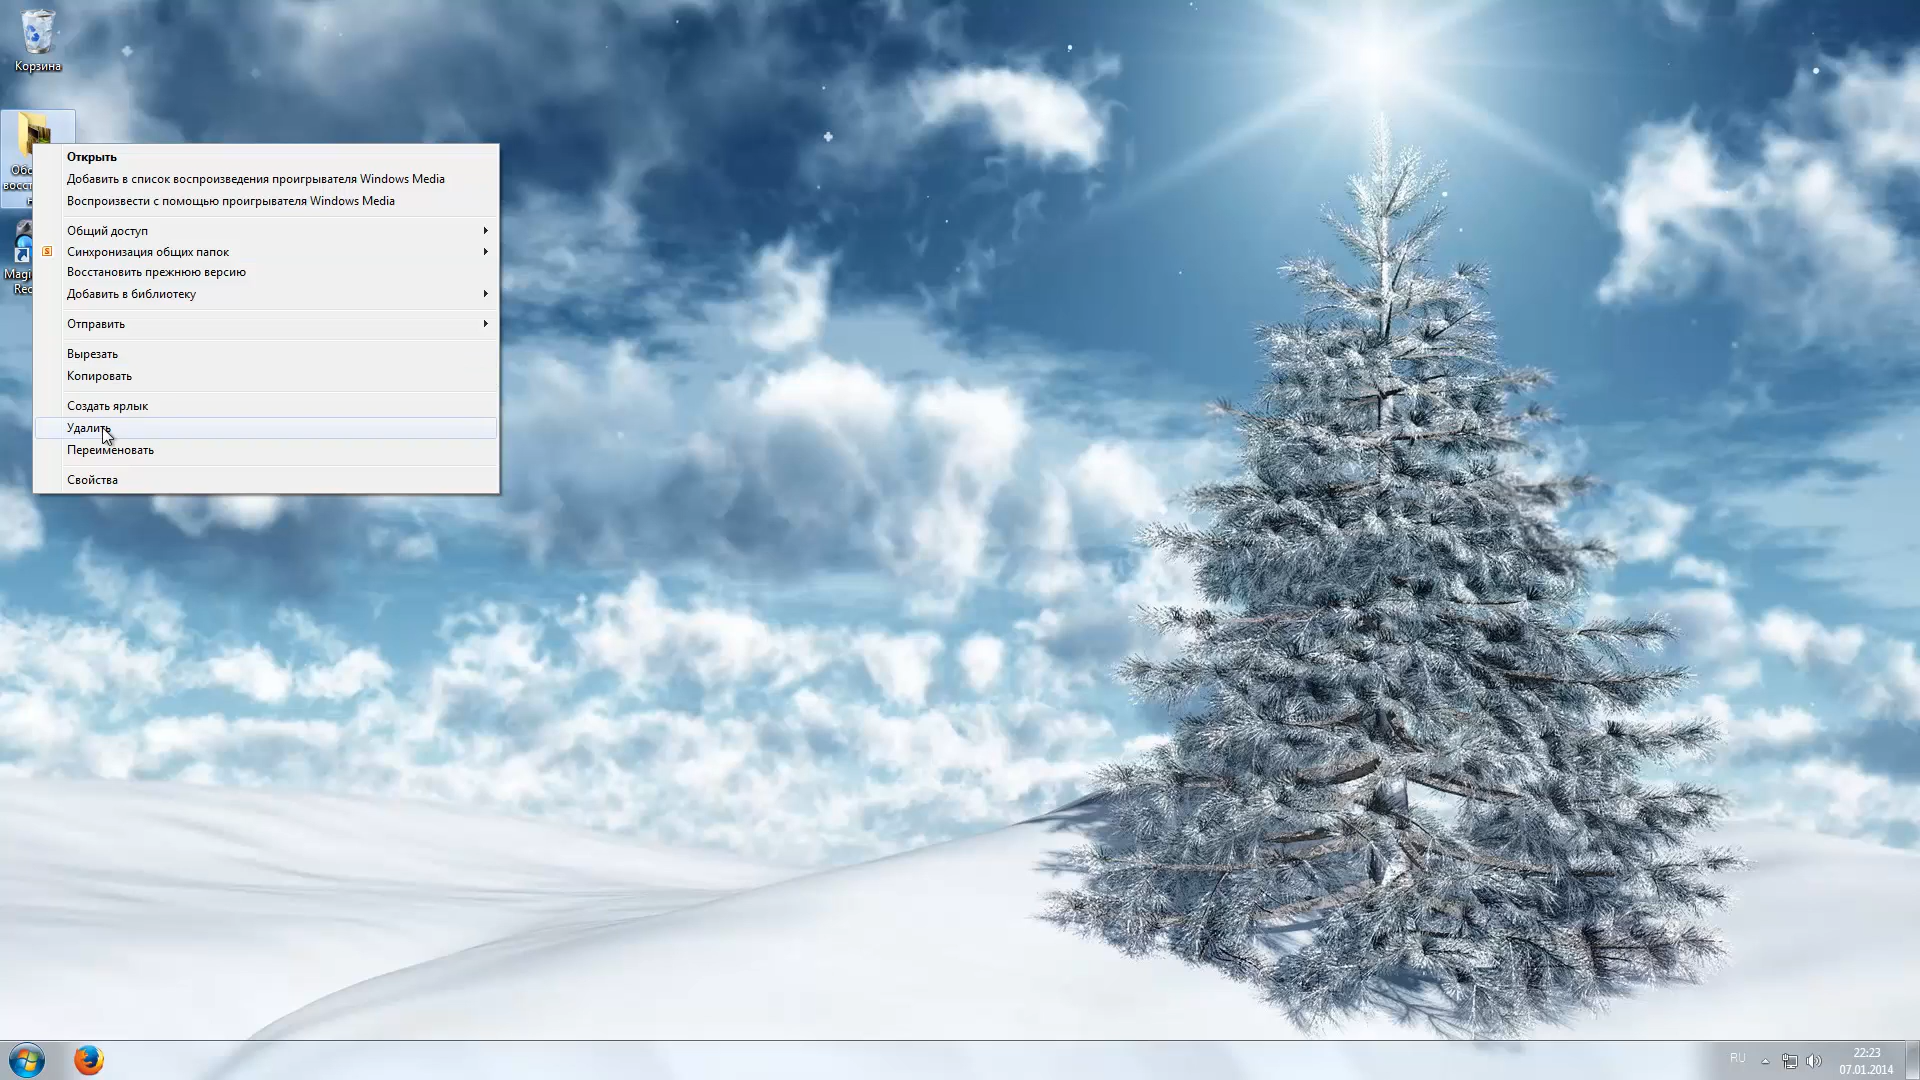 Корзина
Открыть
Добавить в список воспроизведения проигрывателя Windows Media
Воспроизвести с помощью проигрывателя Windows Media
Общий доступ
Синхронизация общих папок
Восстановить прежнюю версию
Добавить в библиотеку
Отправить
Вырезать
Копировать
Создать ярлык
Удалить
Переименовать
Свойства
RU
22:23
07.01.2014